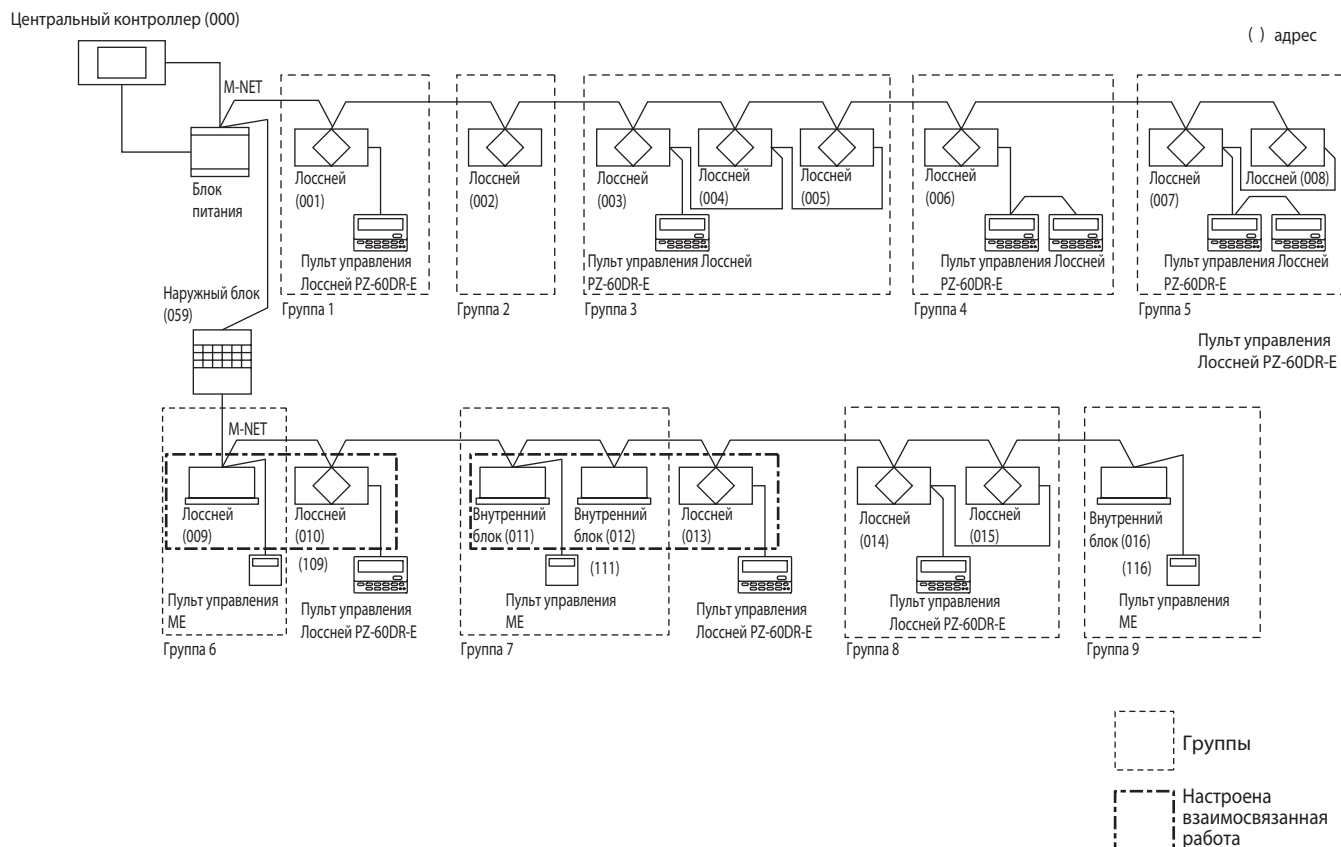 Центральный контроллер (000)
( ) адрес
M-NET
Блок
питания
Лоссней
(001)
Пульт управления
Лоссней PZ-60DR-E
Группа 1
Лоссней
(002)
Группа 2
Лоссней
(003)
Лоссней
(004)
Лоссней
(005)
Пульт управления Лоссней
PZ-60DR-E
Группа 3
Лоссней
(006)
Пульт управления Лоссней
PZ-60DR-E
Группа 4
Лоссней
(007)
Лоссней (008)
Пульт управления Лоссней
PZ-60DR-E
Группа 5
Пульт управления
Лоссней PZ-60DR-E
Наружный блок
(059)
M-NET
Лоссней
(009)
Лоссней
(010)
(109)
Пульт управления
ME
Пульт управления
Лоссней PZ-60DR-E
Группа 6
Внутренний
блок (011)
Внутренний
блок (012)
Лоссней
(013)
(111)
Пульт управления
ME
Пульт управления
Лоссней PZ-60DR-E
Группа 7
Лоссней
(014)
Лоссней
(015)
Пульт управления
Лоссней PZ-60DR-E
Группа 8
Внутренний
блок (016)
(116)
Пульт управления
ME
Группа 9
Группы
Настроена
взаимосвязанная
работа